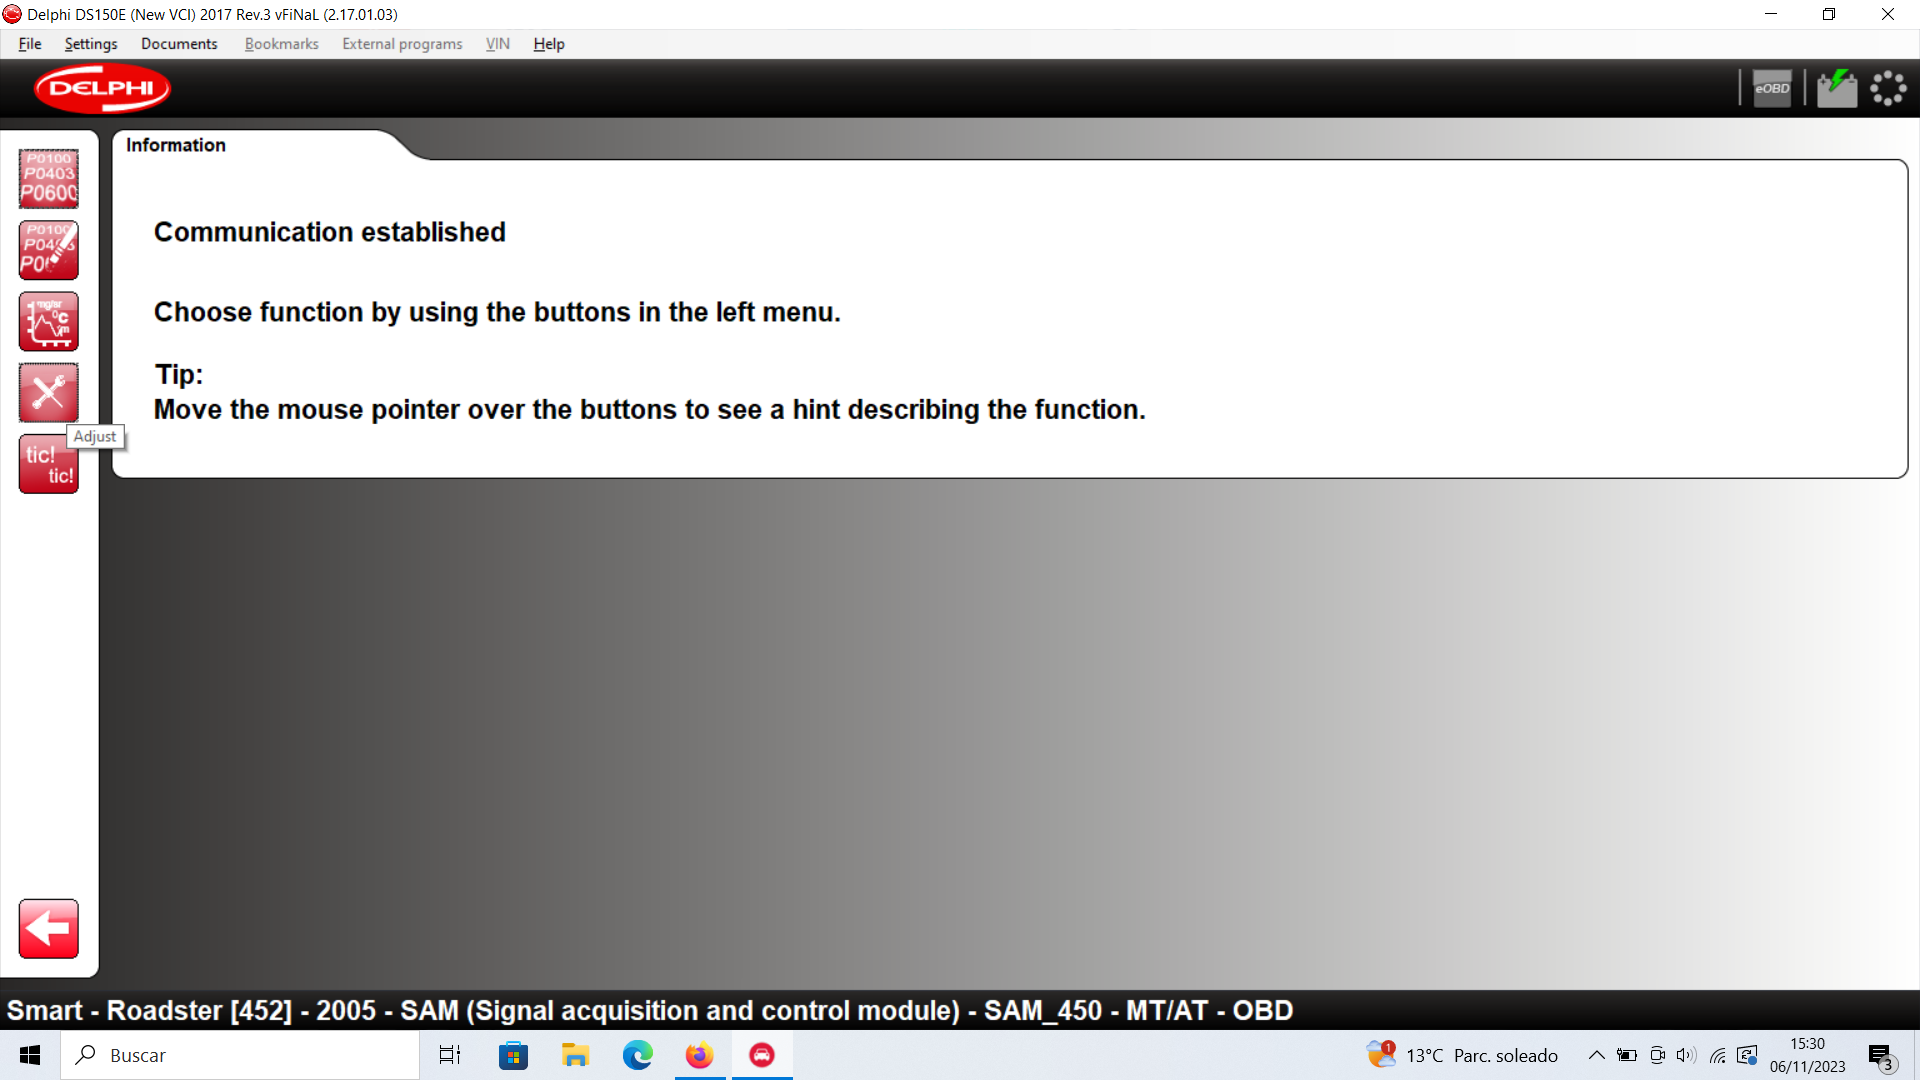 Delphi DS150E (New VCI) 2017 Rev.3 vFiNaL (2.17.01.03)
File Settings Documents Bookmarks External programs VIN Help
DELPHI
eOBD
P0100
P0403
P0600
Information
Communication established
Choose function by using the buttons in the left menu.
Tip:
Move the mouse pointer over the buttons to see a hint describing the function.
P0100
°C
Adjust
tic!
tic!
Smart - Roadster [452] - 2005 - SAM (Signal acquisition and control module) - SAM_450 - MT/AT - OBD
Buscar
1
13°C Parc. soleado
15:30
06/11/2023
3